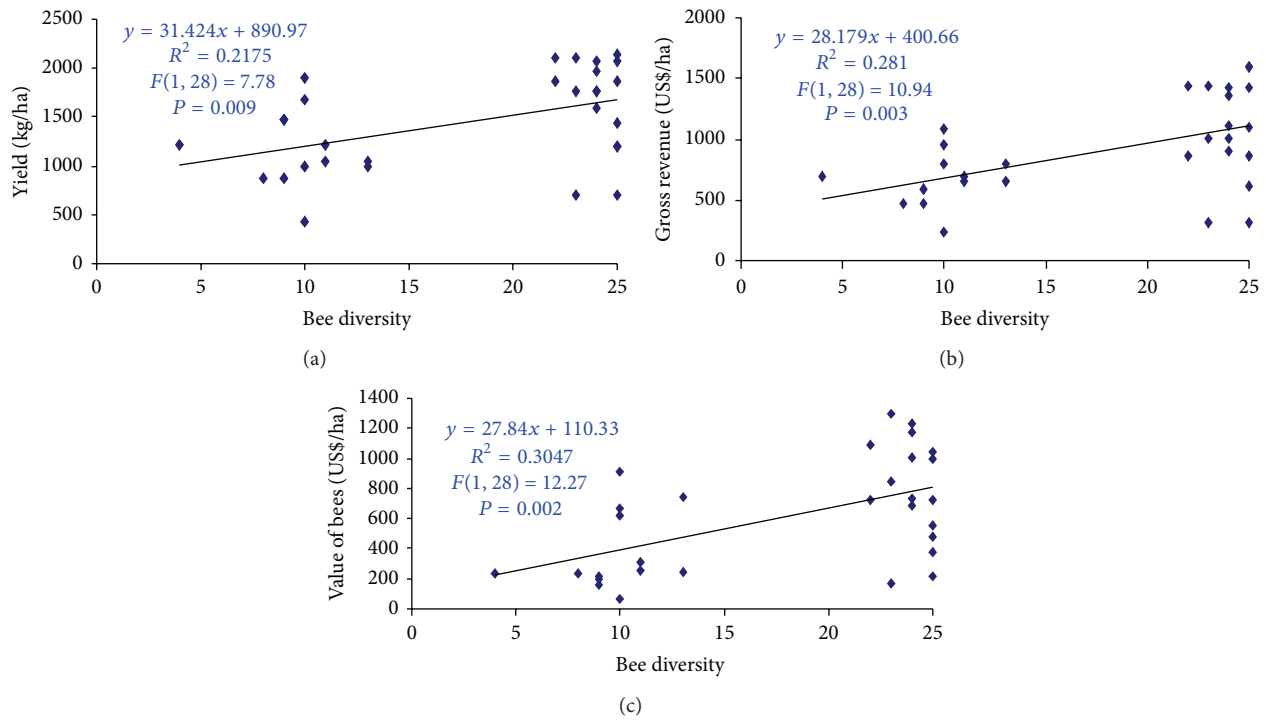 2500
2000
1500
1000
500
0
Yield (kg/ha)
y = 31.424x + 890.97
R² = 0.2175
F(1, 28) = 7.78
P = 0.009
0 5 10 15 20 25
Bee diversity
(a)
2000
1500
1000
500
0
Gross revenue (US$/ha)
y = 28.179x + 400.66
R² = 0.281
F(1, 28) = 10.94
P = 0.003
0 5 10 15 20 25
Bee diversity
(b)
1400
1200
1000
800
600
400
200
0
Value of bees (US$/ha)
y = 27.84x + 110.33
R² = 0.3047
F(1, 28) = 12.27
P = 0.002
0 5 10 15 20 25
Bee diversity
(c)